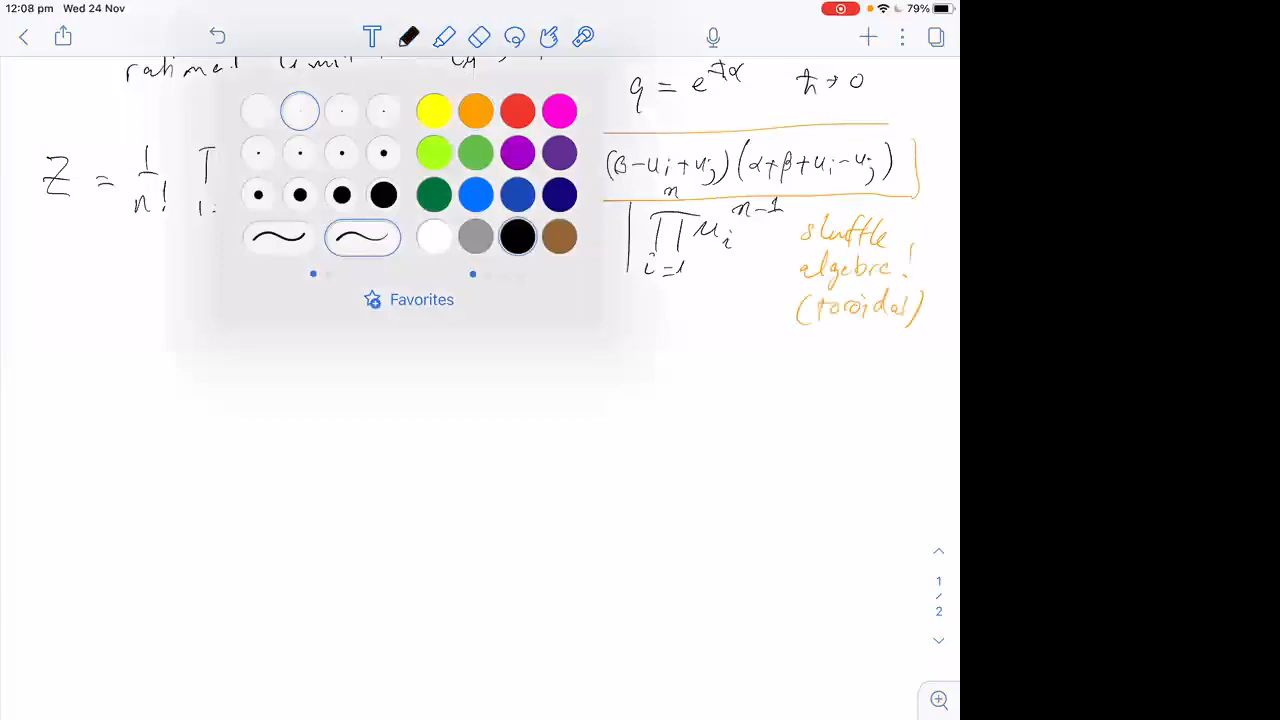 12:08 pm Wed 24 Nov
79%
T
q = e^{-ħα} ħ→0
Z = 1/n! (β-u_i+u_j)(α+β+u_i-u_j)
∏_{i=1}^{n} u_i^{n-1}
shuffle
algebra!
(toroidal)
Favorites
1
/
2